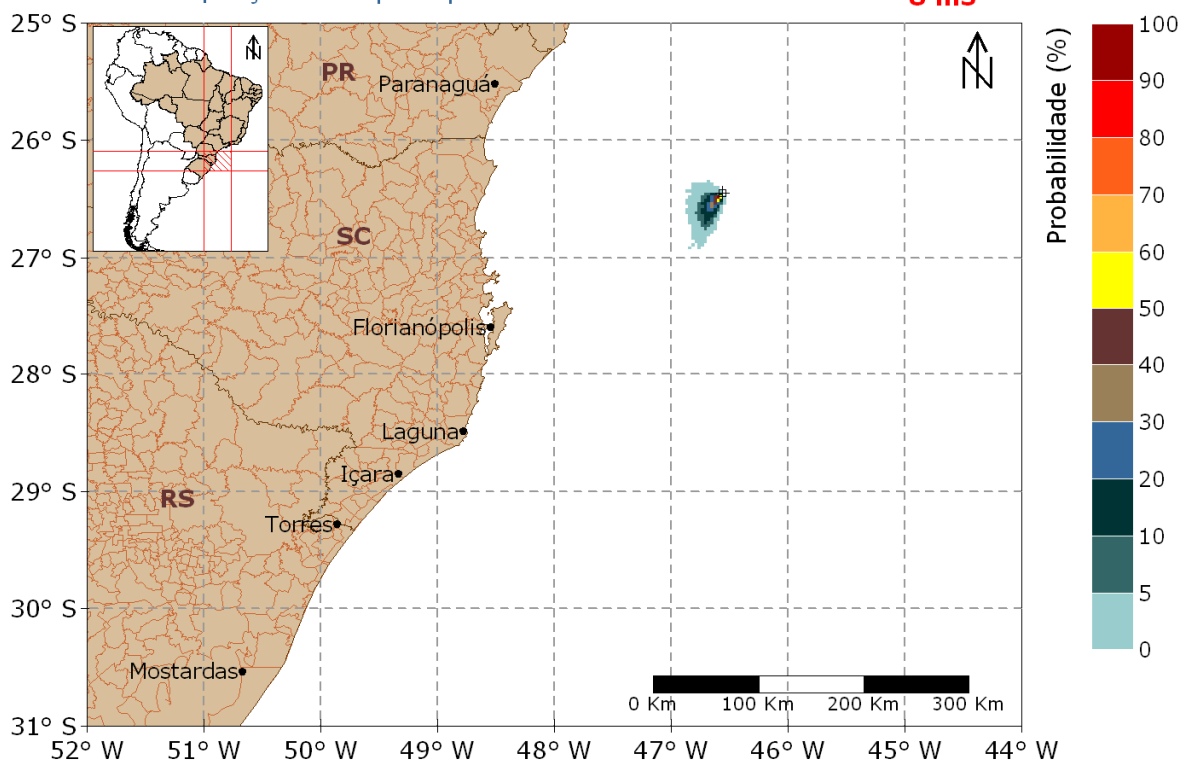 8 m3
25° S
26° S
27° S
28° S
29° S
30° S
31° S
N
PR
Paranaguá
SC
Florianópolis
Laguna
Içara
RS
Torres
Mostardas
N
0 Km 100 Km 200 Km 300 Km
52 W 51 W 50 W 49 W 48 W 47 W 46 W 45 W 44 W
Probabilidade (%)
100
90
80
70
60
50
40
30
20
10
5
0